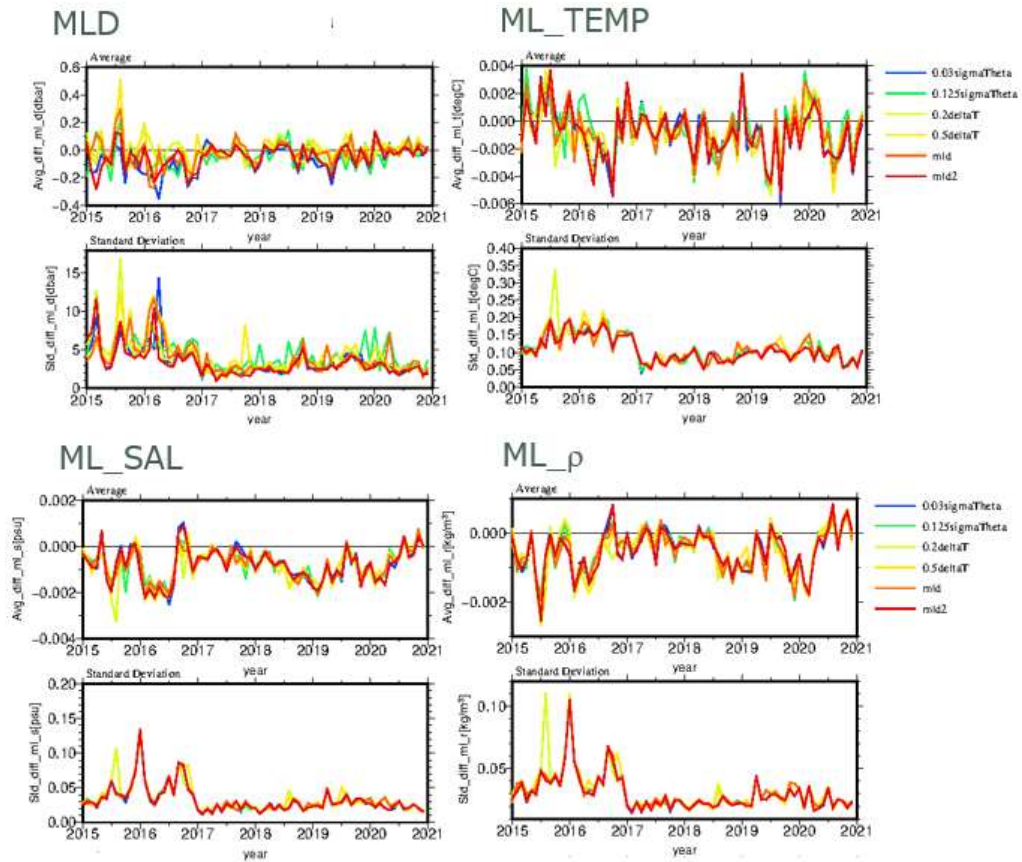 MLD
ML_TEMP
Average
Avg_diff_ml_d[dbar]
0.6
0.4
0.2
0.0
−0.2
−0.4
2015 2016 2017 2018 2019 2020 2021
year
Average
Avg_diff_ml_t[degC]
0.004
0.002
0.000
−0.002
−0.004
−0.006
2015 2016 2017 2018 2019 2020 2021
year
0.03sigmaTheta
0.125sigmaTheta
0.2deltaT
0.5deltaT
mld
mld2
Standard Deviation
Std_diff_ml_d[dbar]
15
10
5
0
2015 2016 2017 2018 2019 2020 2021
year
Standard Deviation
Std_diff_ml_t[degC]
0.40
0.35
0.30
0.25
0.20
0.15
0.10
0.05
0.00
2015 2016 2017 2018 2019 2020 2021
year
ML_SAL
ML_ρ
Average
Avg_diff_ml_s[psu]
0.002
0.000
−0.002
−0.004
2015 2016 2017 2018 2019 2020 2021
year
Average
Avg_diff_ml_r[kg/m³]
0.000
−0.002
2015 2016 2017 2018 2019 2020 2021
year
0.03sigmaTheta
0.125sigmaTheta
0.2deltaT
0.5deltaT
mld
mld2
Standard Deviation
Std_diff_ml_s[psu]
0.20
0.15
0.10
0.05
0.00
2015 2016 2017 2018 2019 2020 2021
year
Standard Deviation
Std_diff_ml_r[kg/m³]
0.10
0.05
2015 2016 2017 2018 2019 2020 2021
year